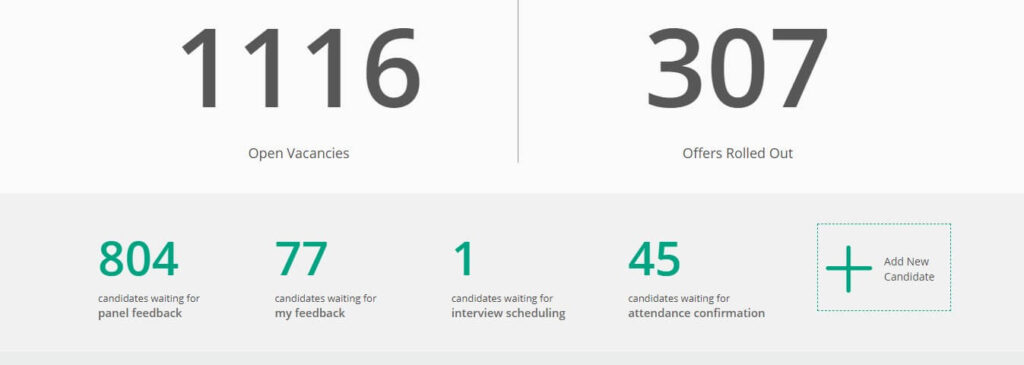 1116
Open Vacancies
307
Offers Rolled Out
804
candidates waiting for
panel feedback
77
candidates waiting for
my feedback
1
candidates waiting for
interview scheduling
45
candidates waiting for
attendance confirmation
Add New
Candidate